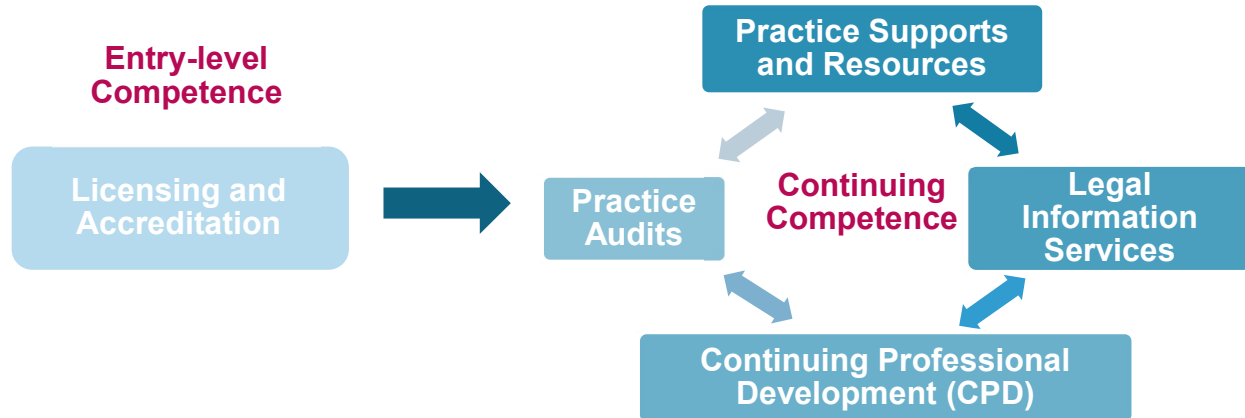 Entry-level
Competence
Licensing and
Accreditation
Practice Supports
and Resources
Practice
Audits
Continuing
Competence
Legal
Information
Services
Continuing Professional
Development (CPD)